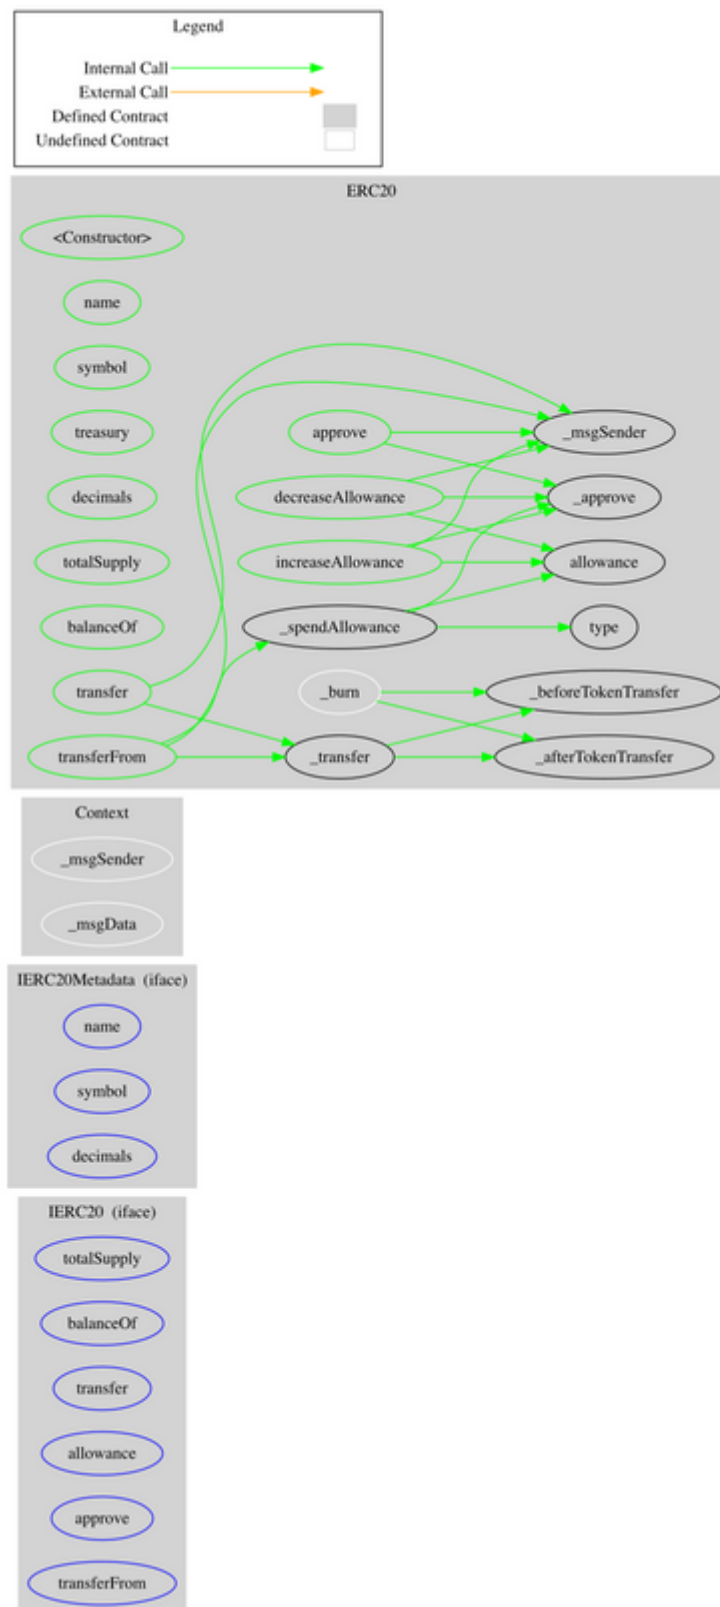 Legend
Internal Call
External Call
Defined Contract
Undefined Contract
ERC20
<Constructor>
name
symbol
treasury approve _msgSender
decimals decreaseAllowance _approve
totalSupply increaseAllowance allowance
balanceOf _spendAllowance type
transfer _burn _beforeTokenTransfer
transferFrom _transfer _afterTokenTransfer
Context
_msgSender
_msgData
IERC20Metadata (iface)
name
symbol
decimals
IERC20 (iface)
totalSupply
balanceOf
transfer
allowance
approve
transferFrom